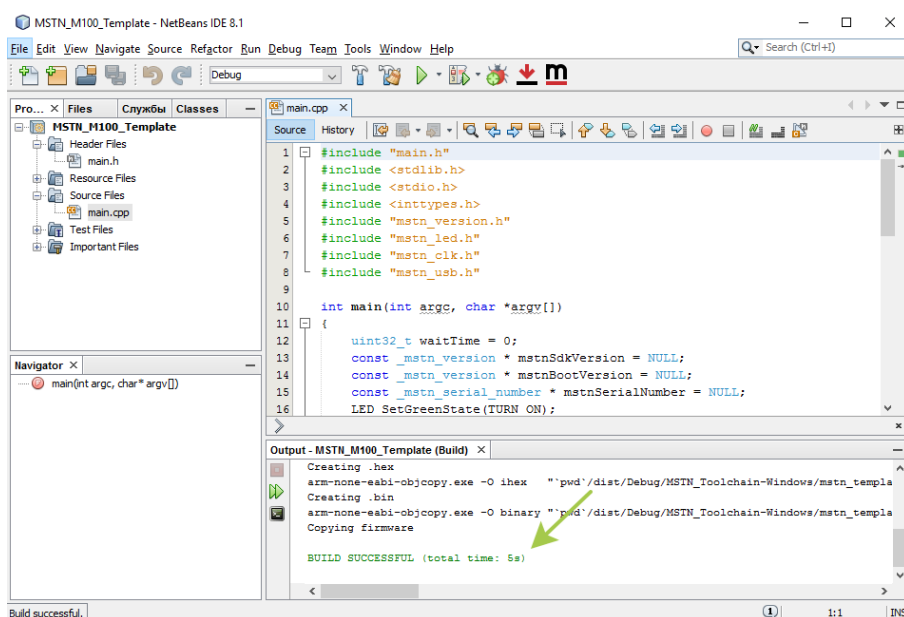 MSTN_M100_Template - NetBeans IDE 8.1
File Edit View Navigate Source Refactor Run Debug Team Tools Window Help
Search (Ctrl+I)
Debug
m
Pro... × Files Службы Classes
main.cpp ×
MSTN_M100_Template
Header Files
main.h
Resource Files
Source Files
main.cpp
Test Files
Important Files
Source History
1 #include "main.h"
2 #include <stdlib.h>
3 #include <stdio.h>
4 #include <inttypes.h>
5 #include "mstn_version.h"
6 #include "mstn_led.h"
7 #include "mstn_clk.h"
8 #include "mstn_usb.h"
9
10 int main(int argc, char *argv[])
11 {
12 uint32_t waitTime = 0;
13 const _mstn_version * mstnSdkVersion = NULL;
14 const _mstn_version * mstnBootVersion = NULL;
15 const _mstn_serial_number * mstnSerialNumber = NULL;
16 LED_SetGreenState(TURN_ON);
Navigator ×
main(int argc, char* argv[])
Output - MSTN_M100_Template (Build) ×
Creating .hex
arm-none-eabi-objcopy.exe -O ihex "`pwd`/dist/Debug/MSTN_Toolchain-Windows/mstn_templa
Creating .bin
arm-none-eabi-objcopy.exe -O binary "`pwd`/dist/Debug/MSTN_Toolchain-Windows/mstn_templa
Copying firmware
BUILD SUCCESSFUL (total time: 5s)
Build successful.
1
1:1
INS